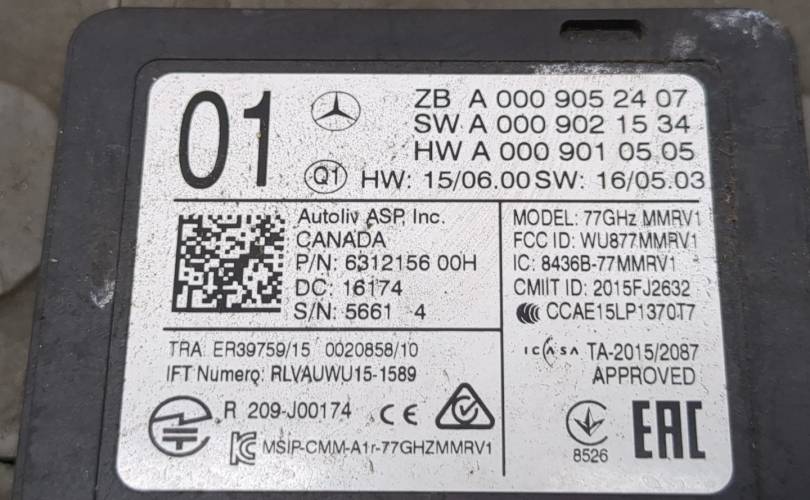 01
ZB A 000 905 24 07
SW A 000 902 15 34
HW A 000 901 05 05
Q1 HW: 15/06.00 SW: 16/05.03
Autoliv ASP, Inc.
CANADA
P/N: 6312156 00H
DC: 16174
S/N: 5661 4
MODEL: 77GHz MMRV1
FCC ID: WU877MMRV1
IC: 8436B-77MMRV1
CMIIT ID: 2015FJ2632
CCAE15LP1370T7
TRA: ER39759/15 0020858/10
IFT Numero: RLVAUWU15-1589
ICASA TA-2015/2087
APPROVED
R 209-J00174 CE
MSIP-CMM-A1r-77GHZMMRV1
8526
EAC